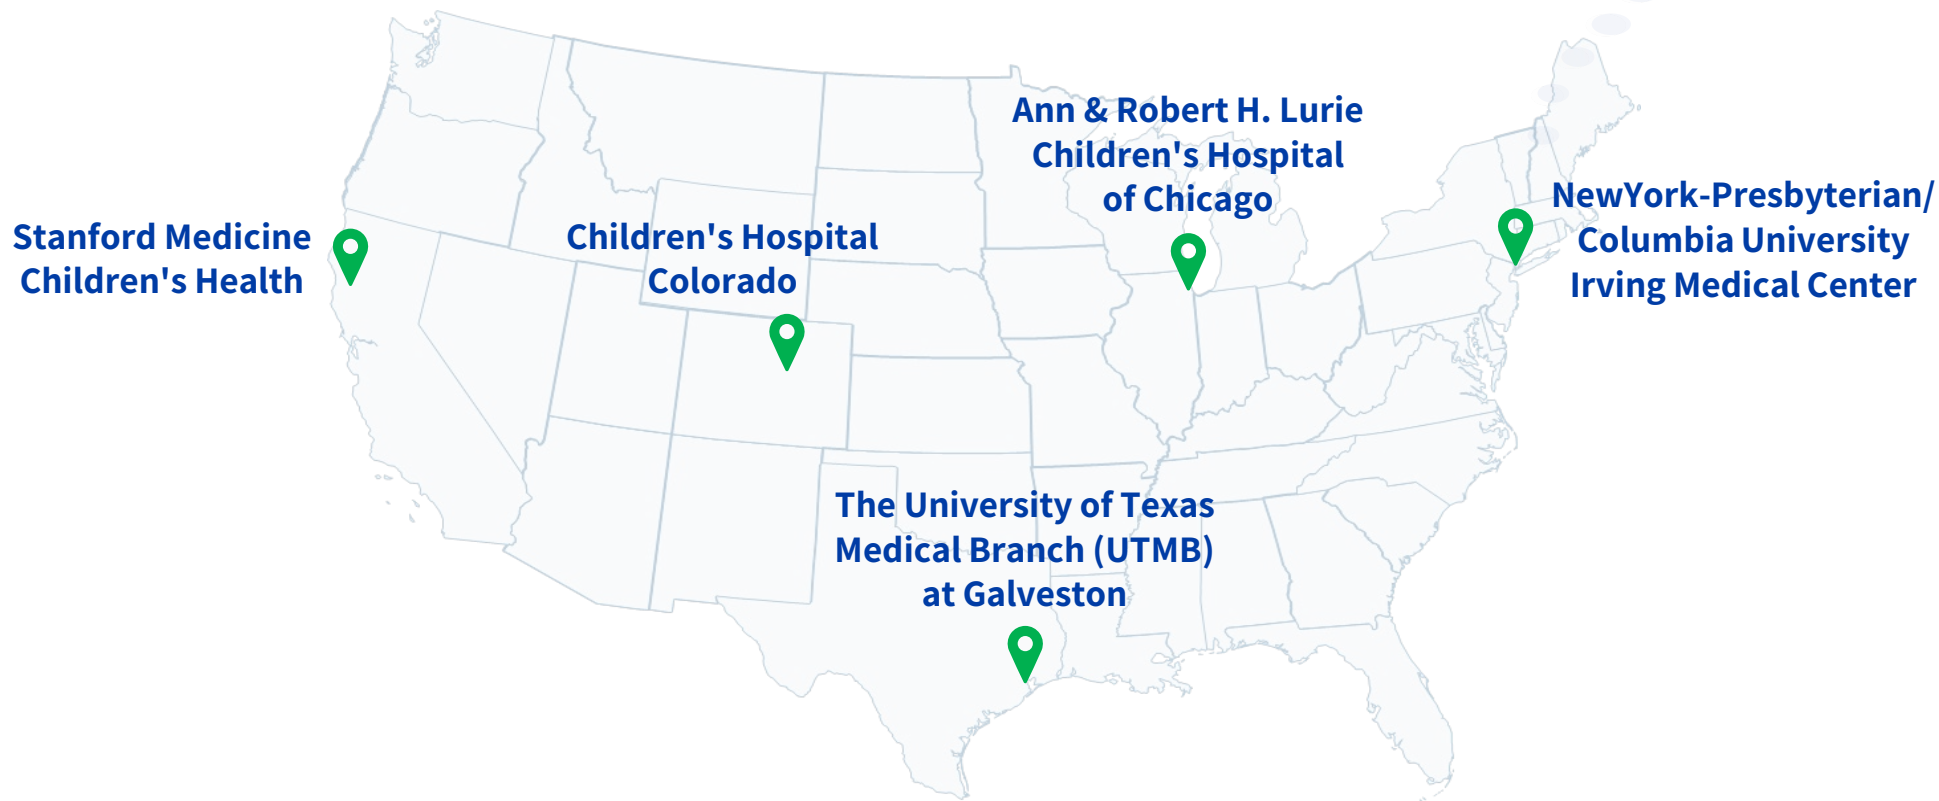 Ann & Robert H. Lurie
Children's Hospital
of Chicago
NewYork-Presbyterian/
Columbia University
Irving Medical Center
Stanford Medicine
Children's Health
Children's Hospital
Colorado
The University of Texas
Medical Branch (UTMB)
at Galveston